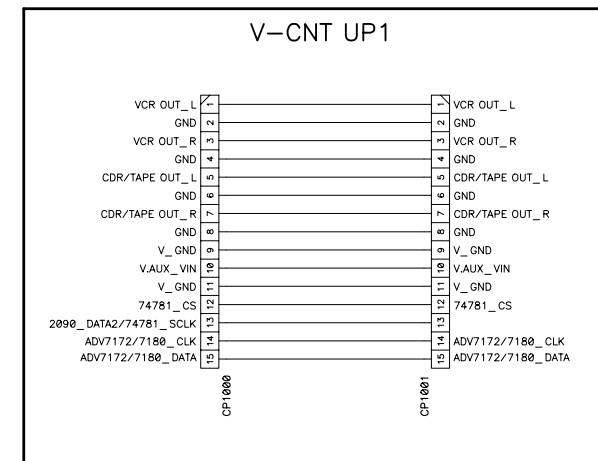 V-CNT UP1
VCR OUT_L 1 1 VCR OUT_L
GND 2 2 GND
VCR OUT_R 3 3 VCR OUT_R
GND 4 4 GND
CDR/TAPE OUT_L 5 5 CDR/TAPE OUT_L
GND 6 6 GND
CDR/TAPE OUT_R 7 7 CDR/TAPE OUT_R
GND 8 8 GND
V_GND 9 9 V_GND
V.AUX_VIN 10 10 V.AUX_VIN
V_GND 11 11 V_GND
74781_CS 12 12 74781_CS
2090_DATA2/74781_SCLK 13 13
ADV7172/7180_CLK 14 14 ADV7172/7180_CLK
ADV7172/7180_DATA 15 15 ADV7172/7180_DATA
CP1000 CP1001